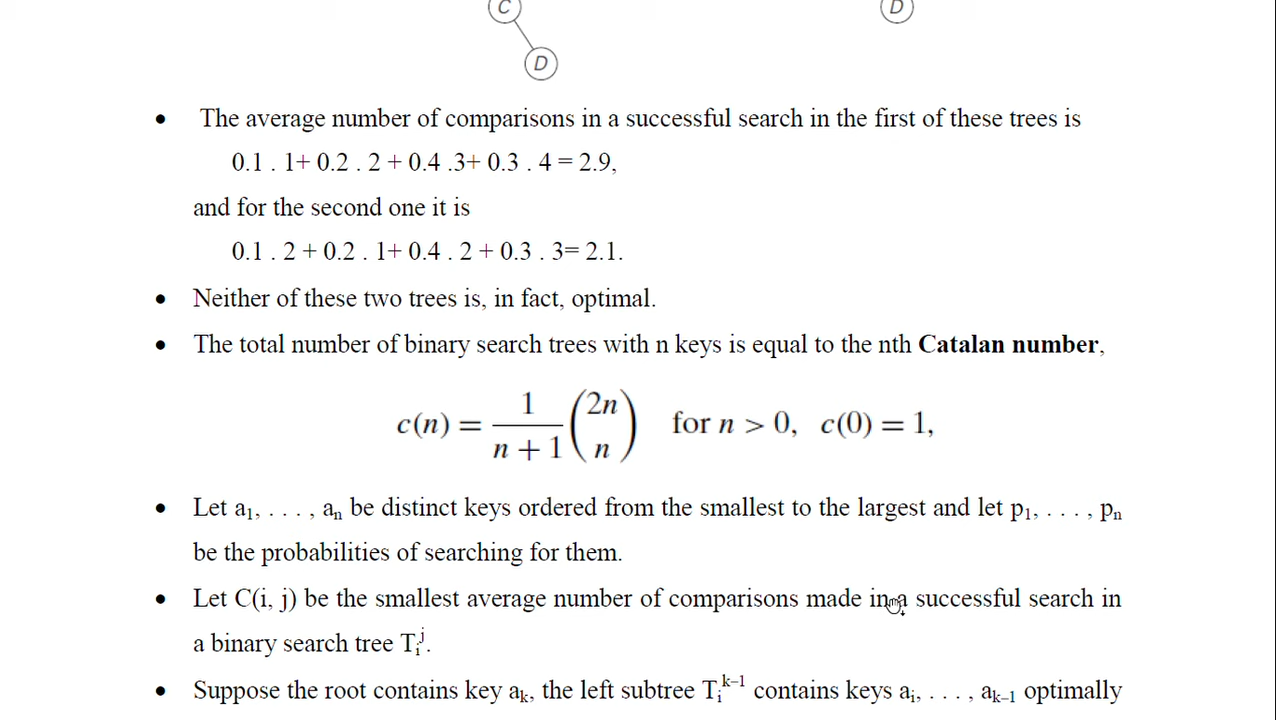 C
D
D
• The average number of comparisons in a successful search in the first of these trees is
0.1 . 1+ 0.2 . 2 + 0.4 .3+ 0.3 . 4 = 2.9,
and for the second one it is
0.1 . 2 + 0.2 . 1+ 0.4 . 2 + 0.3 . 3= 2.1.
• Neither of these two trees is, in fact, optimal.
• The total number of binary search trees with n keys is equal to the nth Catalan number,
c(n) = \frac{1}{n + 1} \binom{2n}{n} for n > 0, c(0) = 1,
• Let a₁, . . . , aₙ be distinct keys ordered from the smallest to the largest and let p₁, . . . , pₙ
be the probabilities of searching for them.
• Let C(i, j) be the smallest average number of comparisons made in a successful search in
a binary search tree Tᵢʲ.
• Suppose the root contains key aₖ, the left subtree Tᵢᵏ⁻¹ contains keys aᵢ, . . . , aₖ₋₁ optimally